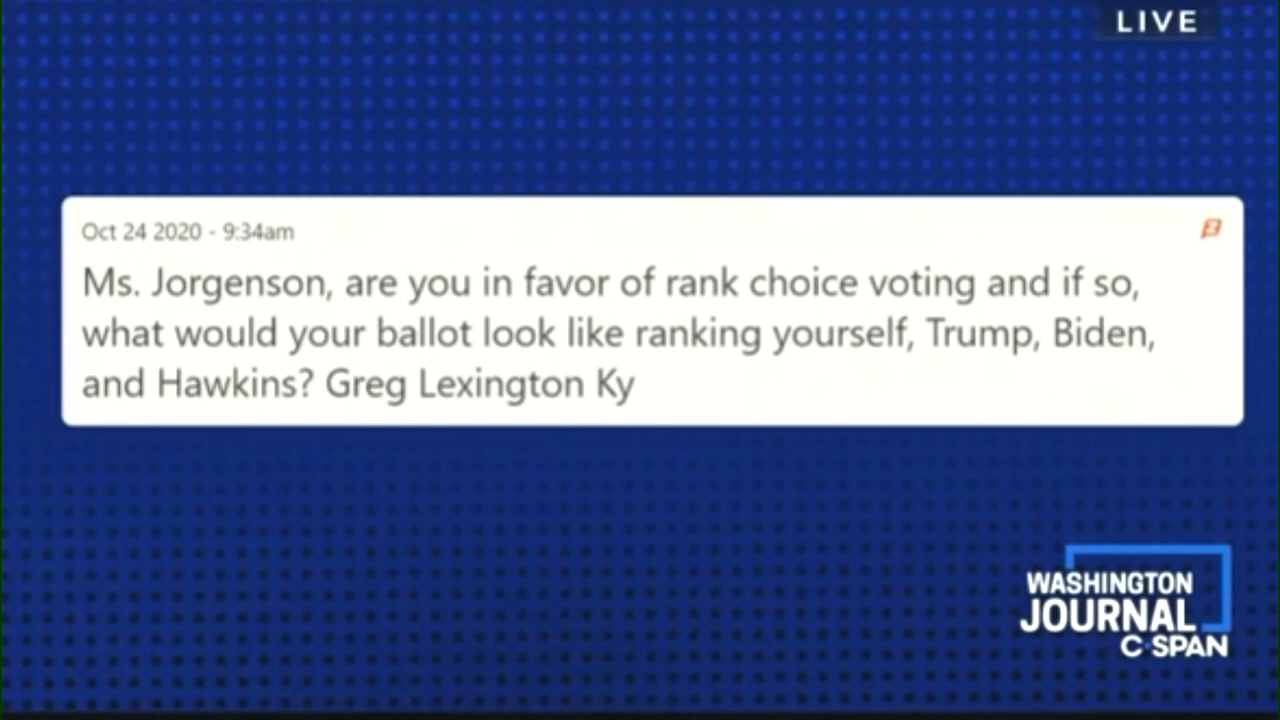 LIVE
Oct 24 2020 - 9:34am
Ms. Jorgenson, are you in favor of rank choice voting and if so,
what would your ballot look like ranking yourself, Trump, Biden,
and Hawkins? Greg Lexington Ky
WASHINGTON
JOURNAL
C-SPAN